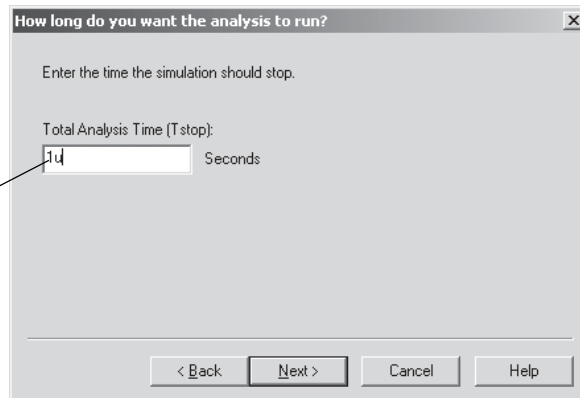 How long do you want the analysis to run?
Enter the time the simulation should stop.
Total Analysis Time (Tstop):
1u Seconds
< Back Next > Cancel Help